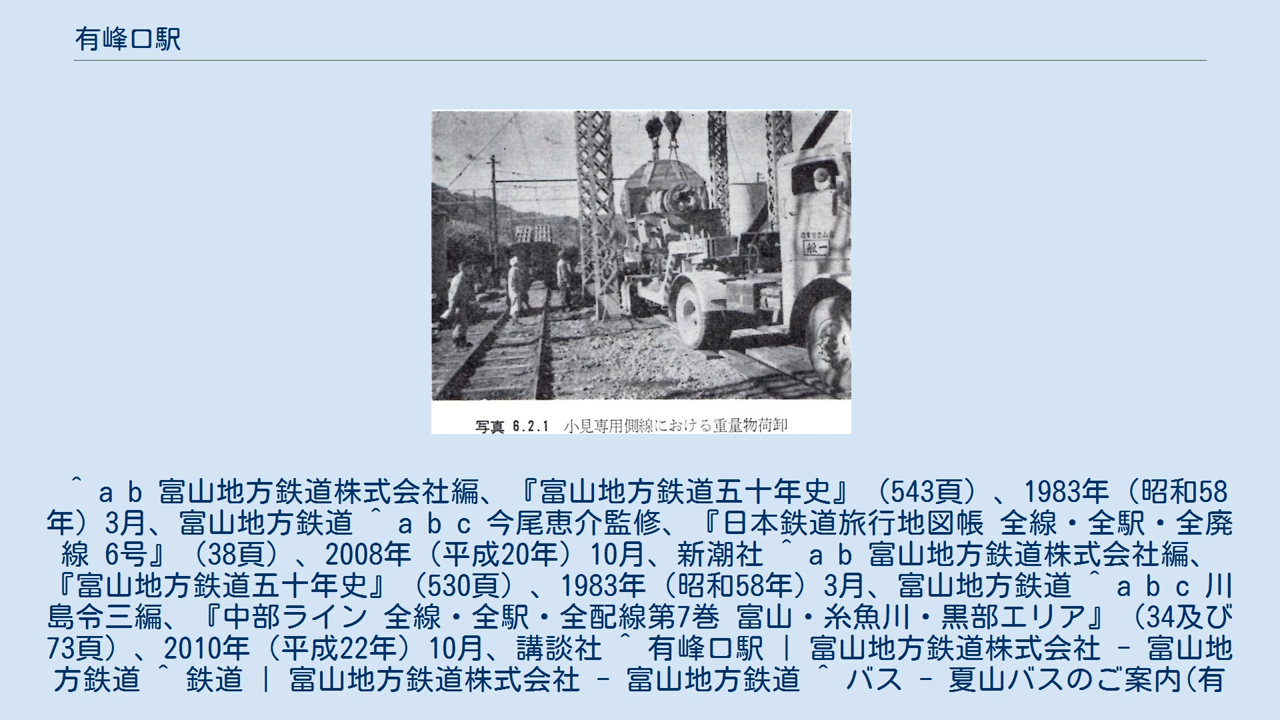 有峰口駅
般一
写真 6.2.1 小見専用側線における重量物荷卸
^ a b 富山地方鉄道株式会社編、『富山地方鉄道五十年史』（543頁）、1983年（昭和58
年）3月、富山地方鉄道 ^ a b c 今尾恵介監修、『日本鉄道旅行地図帳 全線・全駅・全廃
線 6号』（38頁）、2008年（平成20年）10月、新潮社 ^ a b 富山地方鉄道株式会社編、
『富山地方鉄道五十年史』（530頁）、1983年（昭和58年）3月、富山地方鉄道 ^ a b c 川
島令三編、『中部ライン 全線・全駅・全配線第7巻 富山・糸魚川・黒部エリア』（34及び
73頁）、2010年（平成22年）10月、講談社 ^ 有峰口駅 | 富山地方鉄道株式会社 - 富山地
方鉄道 ^ 鉄道 | 富山地方鉄道株式会社 - 富山地方鉄道 ^ バス - 夏山バスのご案内(有